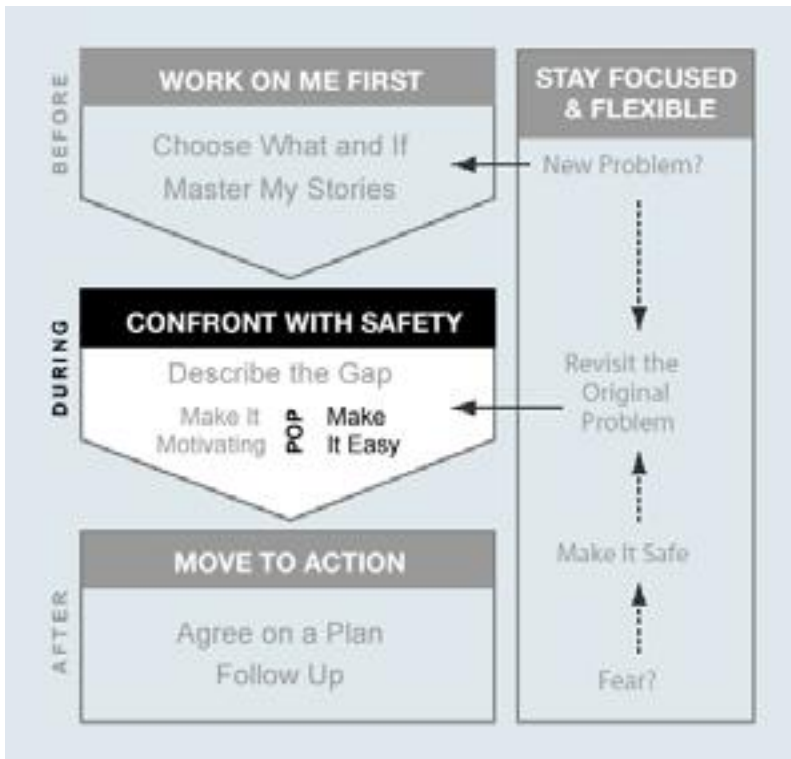 BEFORE
WORK ON ME FIRST
Choose What and If
Master My Stories
DURING
CONFRONT WITH SAFETY
Describe the Gap
Make It
Motivating
POP
Make
It Easy
AFTER
MOVE TO ACTION
Agree on a Plan
Follow Up
STAY FOCUSED
& FLEXIBLE
New Problem?
Revisit the
Original
Problem
Make It Safe
Fear?